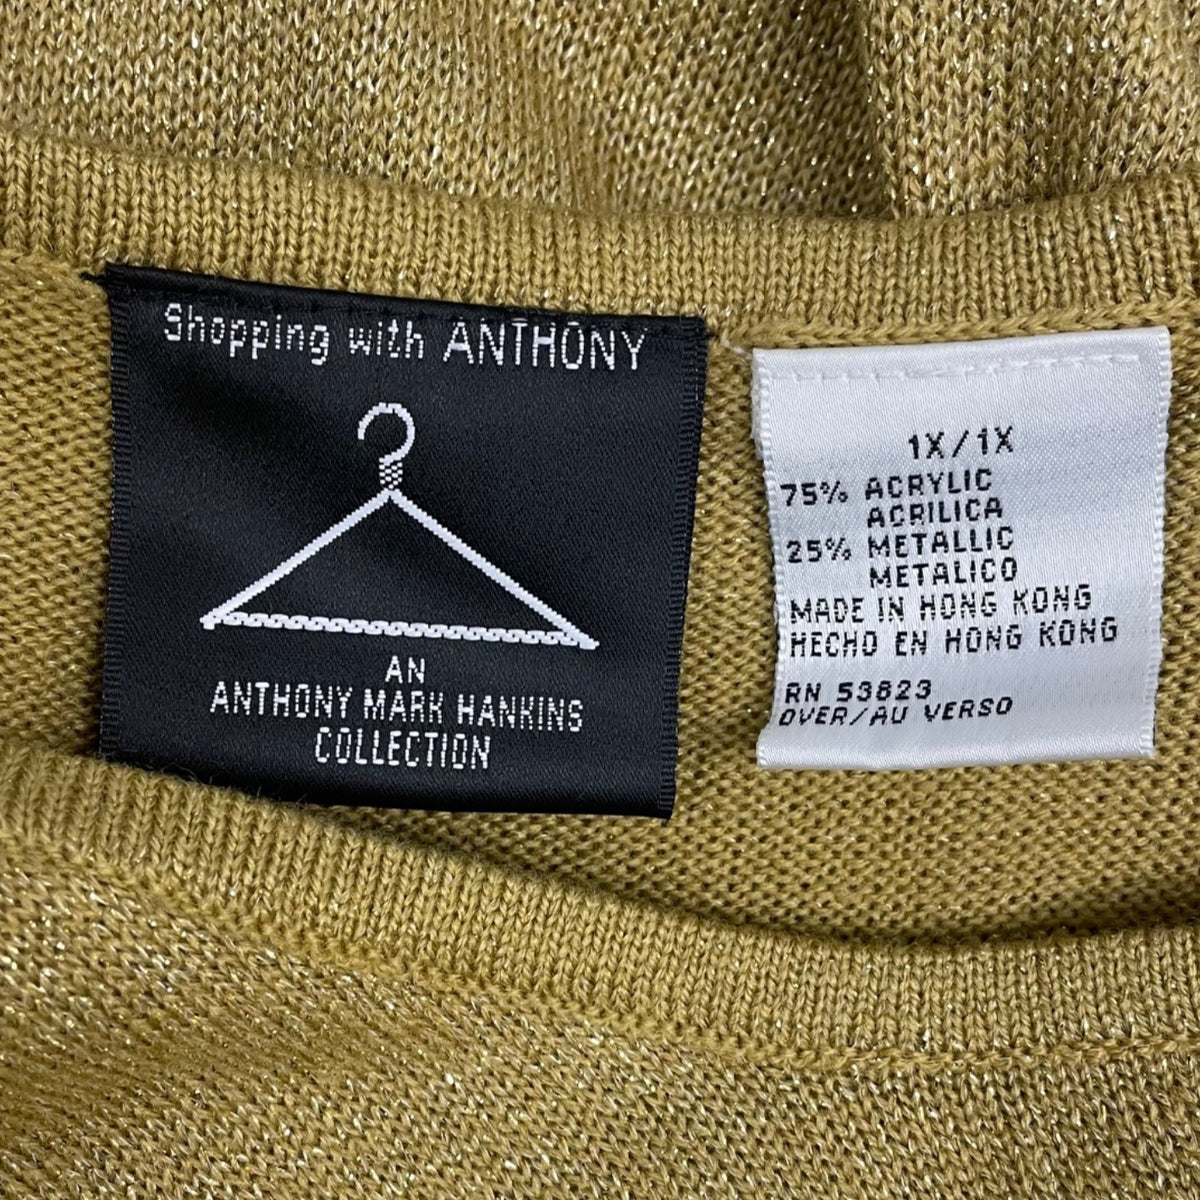 Shopping with ANTHONY
AN
ANTHONY MARK HANKINS
COLLECTION
1X/1X
75% ACRYLIC
ACRILICA
25% METALLIC
METALICO
MADE IN HONG KONG
HECHO EN HONG KONG
RN 53823
OVER/AU VERSO